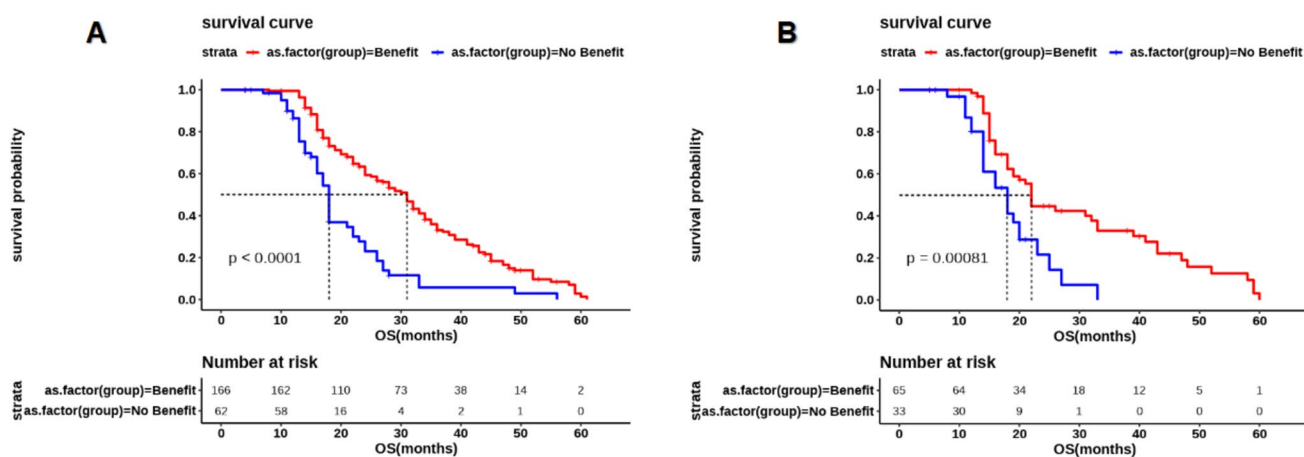 A
survival curve
strata as.factor(group)=Benefit as.factor(group)=No Benefit
survival probability
1.0
0.8
0.6
0.4
0.2
0.0
p < 0.0001
0 10 20 30 40 50 60
OS(months)
Number at risk
strata
as.factor(group)=Benefit 166 162 110 73 38 14 2
as.factor(group)=No Benefit 62 58 16 4 2 1 0
0 10 20 30 40 50 60
OS(months)
B
survival curve
strata as.factor(group)=Benefit as.factor(group)=No Benefit
survival probability
1.0
0.8
0.6
0.4
0.2
0.0
p = 0.00081
0 10 20 30 40 50 60
OS(months)
Number at risk
strata
as.factor(group)=Benefit 65 64 34 18 12 5 1
as.factor(group)=No Benefit 33 30 9 1 0 0 0
0 10 20 30 40 50 60
OS(months)